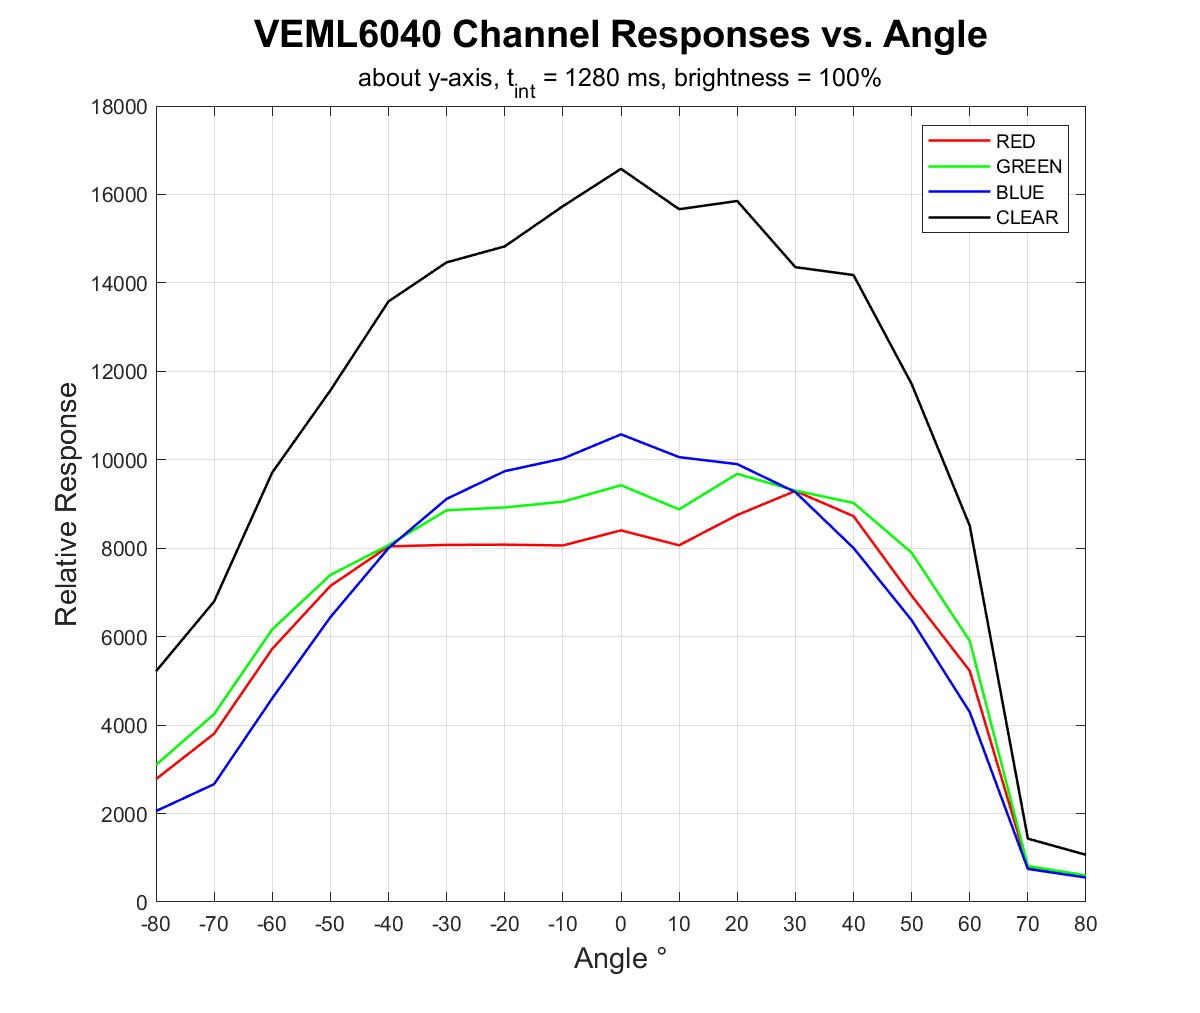 VEML6040 Channel Responses vs. Angle
about y-axis, t_int = 1280 ms, brightness = 100%
18000
16000
14000
12000
10000
8000
6000
4000
2000
0
Relative Response
RED
GREEN
BLUE
CLEAR
-80 -70 -60 -50 -40 -30 -20 -10 0 10 20 30 40 50 60 70 80
Angle °